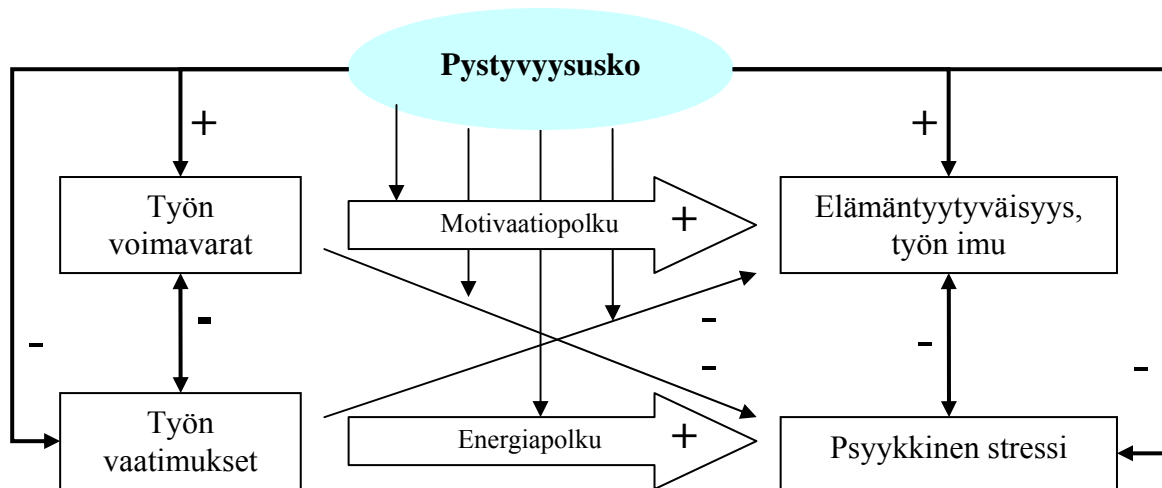 Pystyvyysusko
+
+
Työn
voimavarat
Motivaatiopolku
+
Elämäntyytyväisyys,
työn imu
-
-
-
-
-
-
Työn
vaatimukset
Energiapolku
+
Psyykkinen stressi